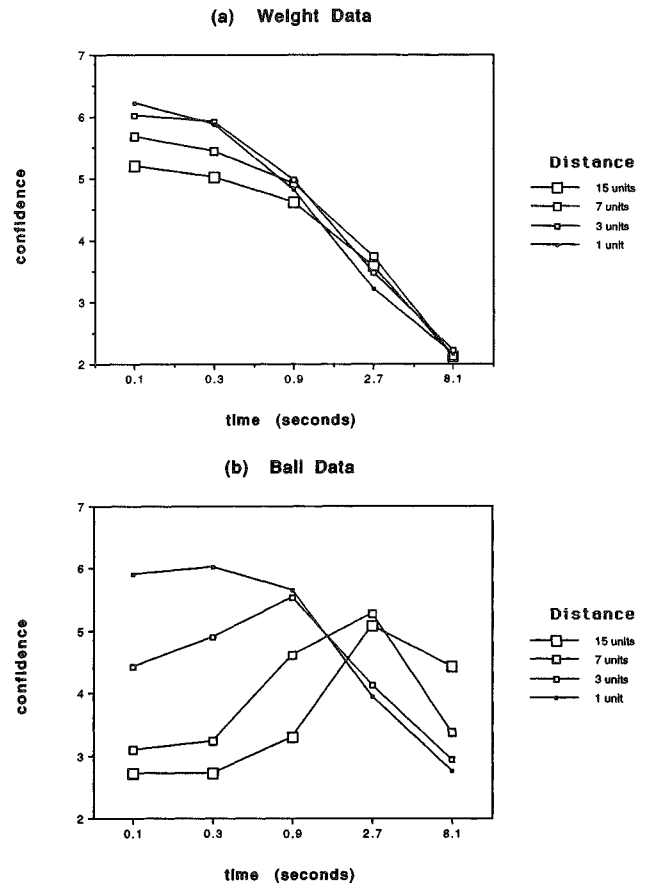 (a) Weight Data
7
6
5
4
3
2
confidence
0.1 0.3 0.9 2.7 8.1
time (seconds)
Distance
15 units
7 units
3 units
1 unit
(b) Ball Data
7
6
5
4
3
2
confidence
0.1 0.3 0.9 2.7 8.1
time (seconds)
Distance
15 units
7 units
3 units
1 unit